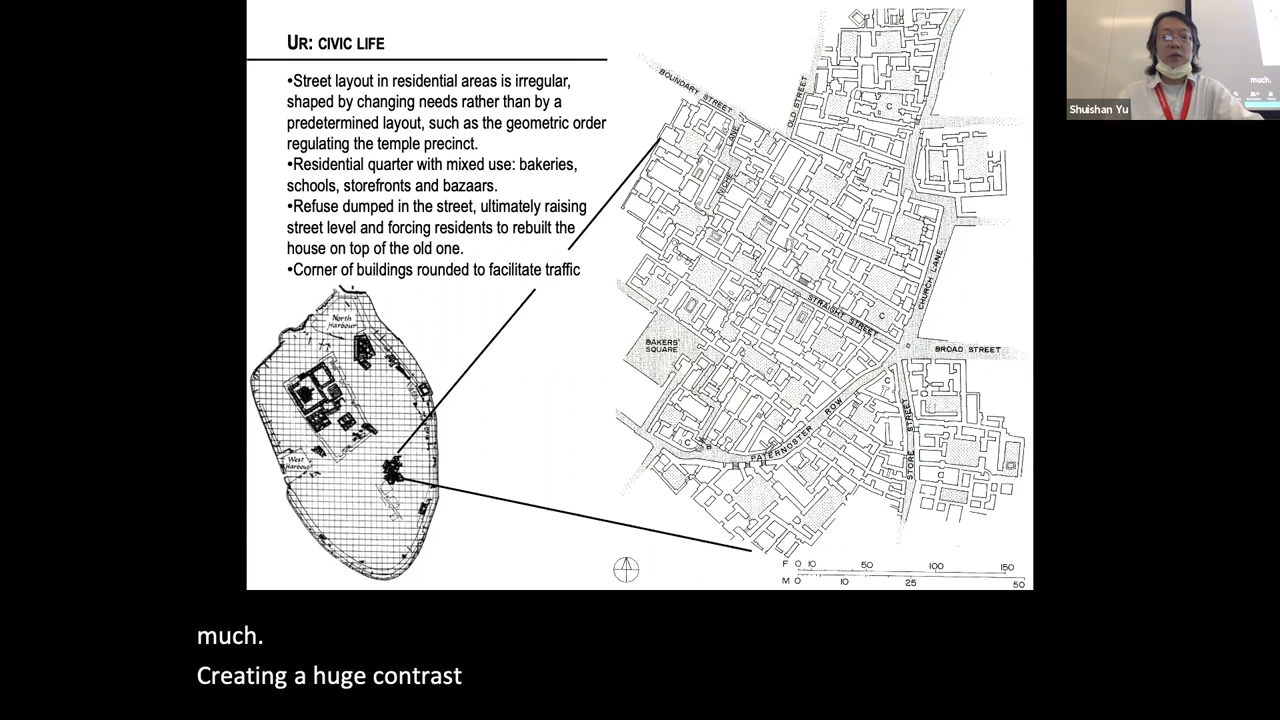 UR: CIVIC LIFE
•Street layout in residential areas is irregular,
shaped by changing needs rather than by a
predetermined layout, such as the geometric order
regulating the temple precinct.
•Residential quarter with mixed use: bakeries,
schools, storefronts and bazaars.
•Refuse dumped in the street, ultimately raising
street level and forcing residents to rebuilt the
house on top of the old one.
•Corner of buildings rounded to facilitate traffic
North
Harbour
West
Harbour
BOUNDARY STREET
OLD STREET
NICHE LANE
C
CHURCH LANE
STRAIGHT STREET
C
BAKERS'
SQUARE
BROAD STREET
C
PATERNOSTER ROW
STORE STREET
C
F 0 10 50 100 150
M 0 10 25 50
much.
Shuishan Yu
much.
Creating a huge contrast